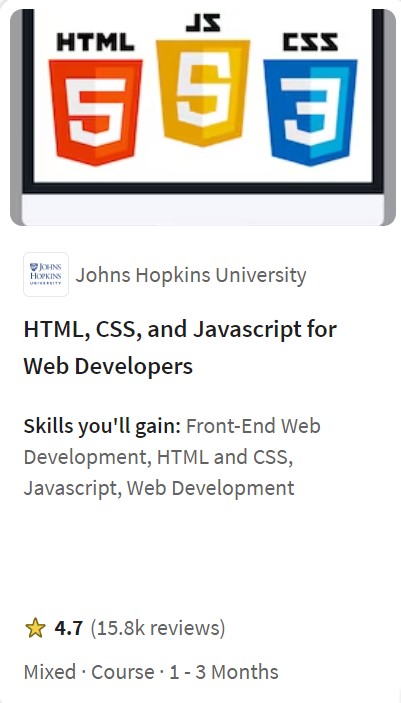 HTML
JS
CSS
5
5
3
JOHNS
HOPKINS
UNIVERSITY
Johns Hopkins University
HTML, CSS, and Javascript for
Web Developers
Skills you'll gain: Front-End Web
Development, HTML and CSS,
Javascript, Web Development
4.7 (15.8k reviews)
Mixed · Course · 1 - 3 Months